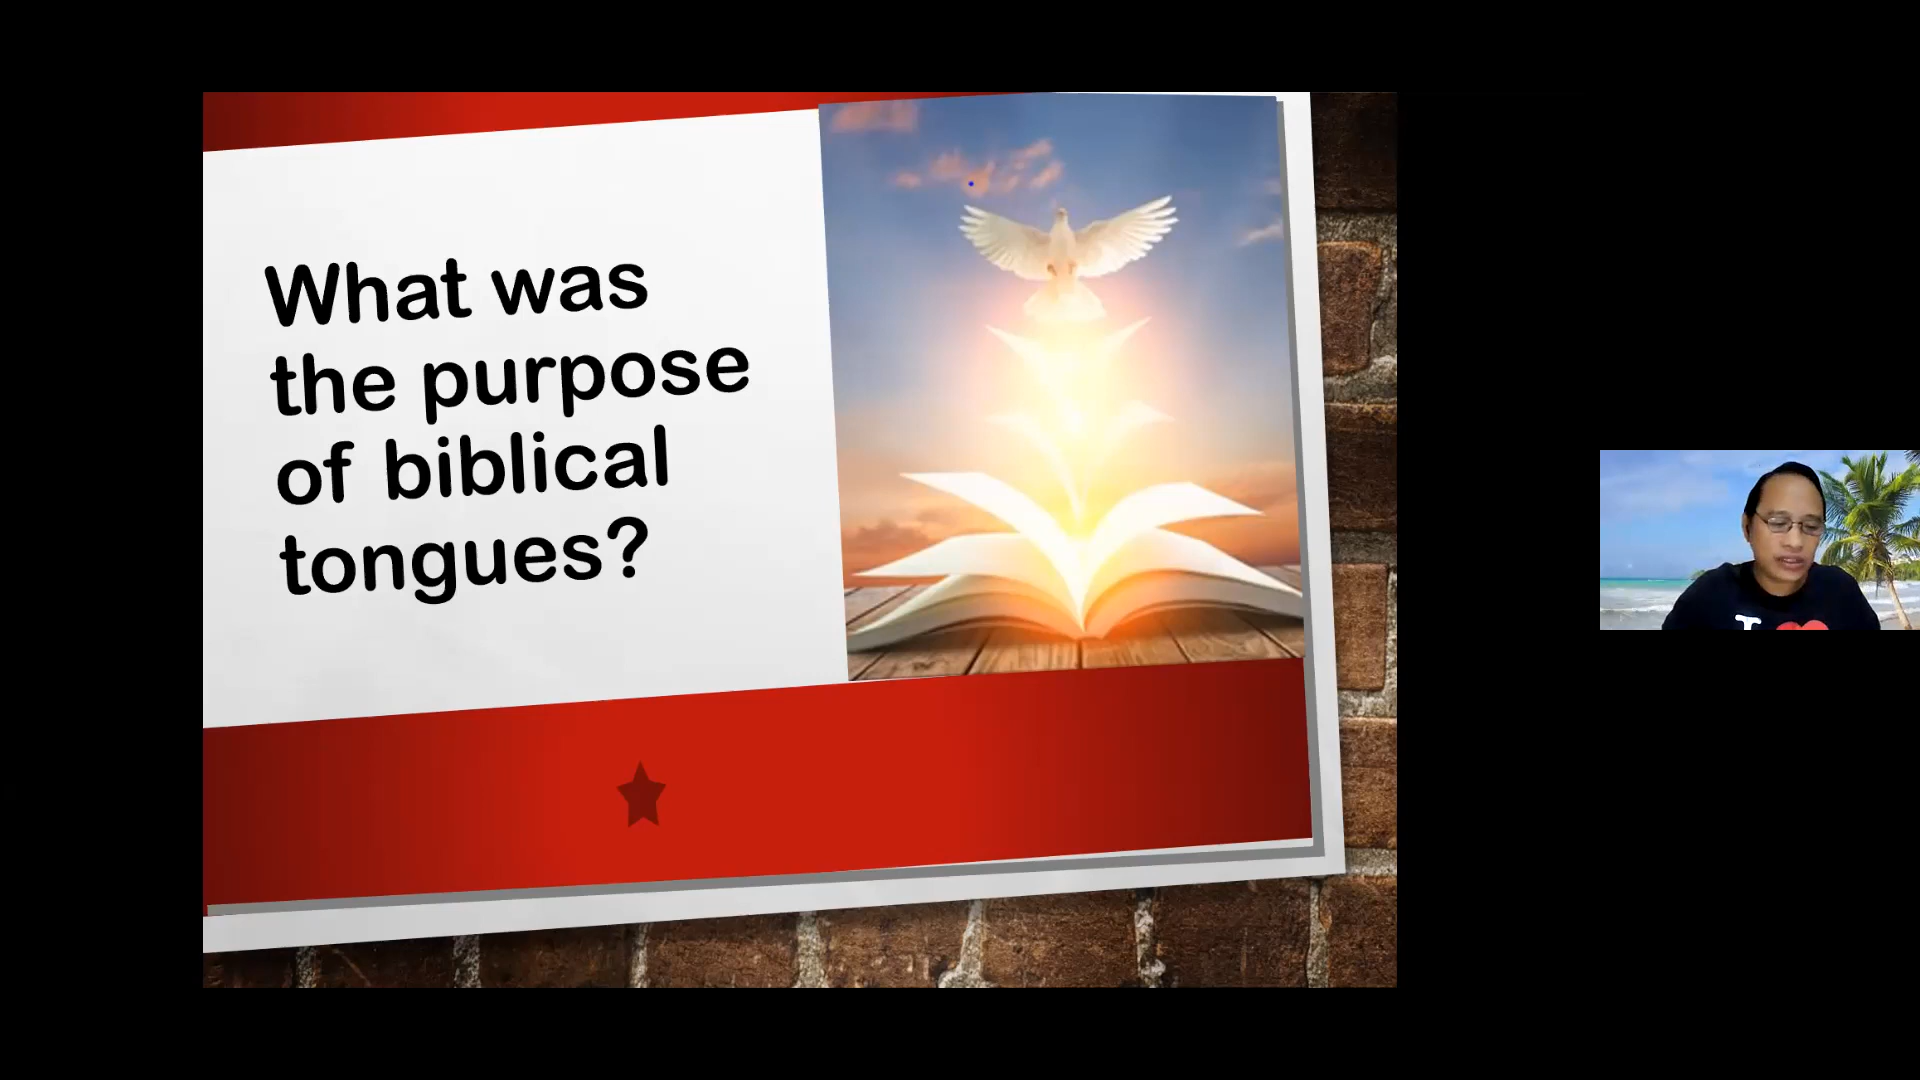 What was
the purpose
of biblical
tongues?
I